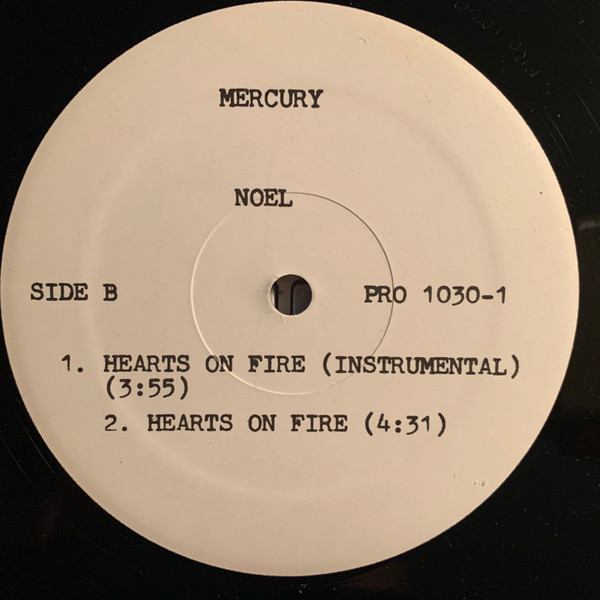 MERCURY
NOEL
SIDE B
PRO 1030-1
1. HEARTS ON FIRE (INSTRUMENTAL)
(3:55)
2. HEARTS ON FIRE (4:31)